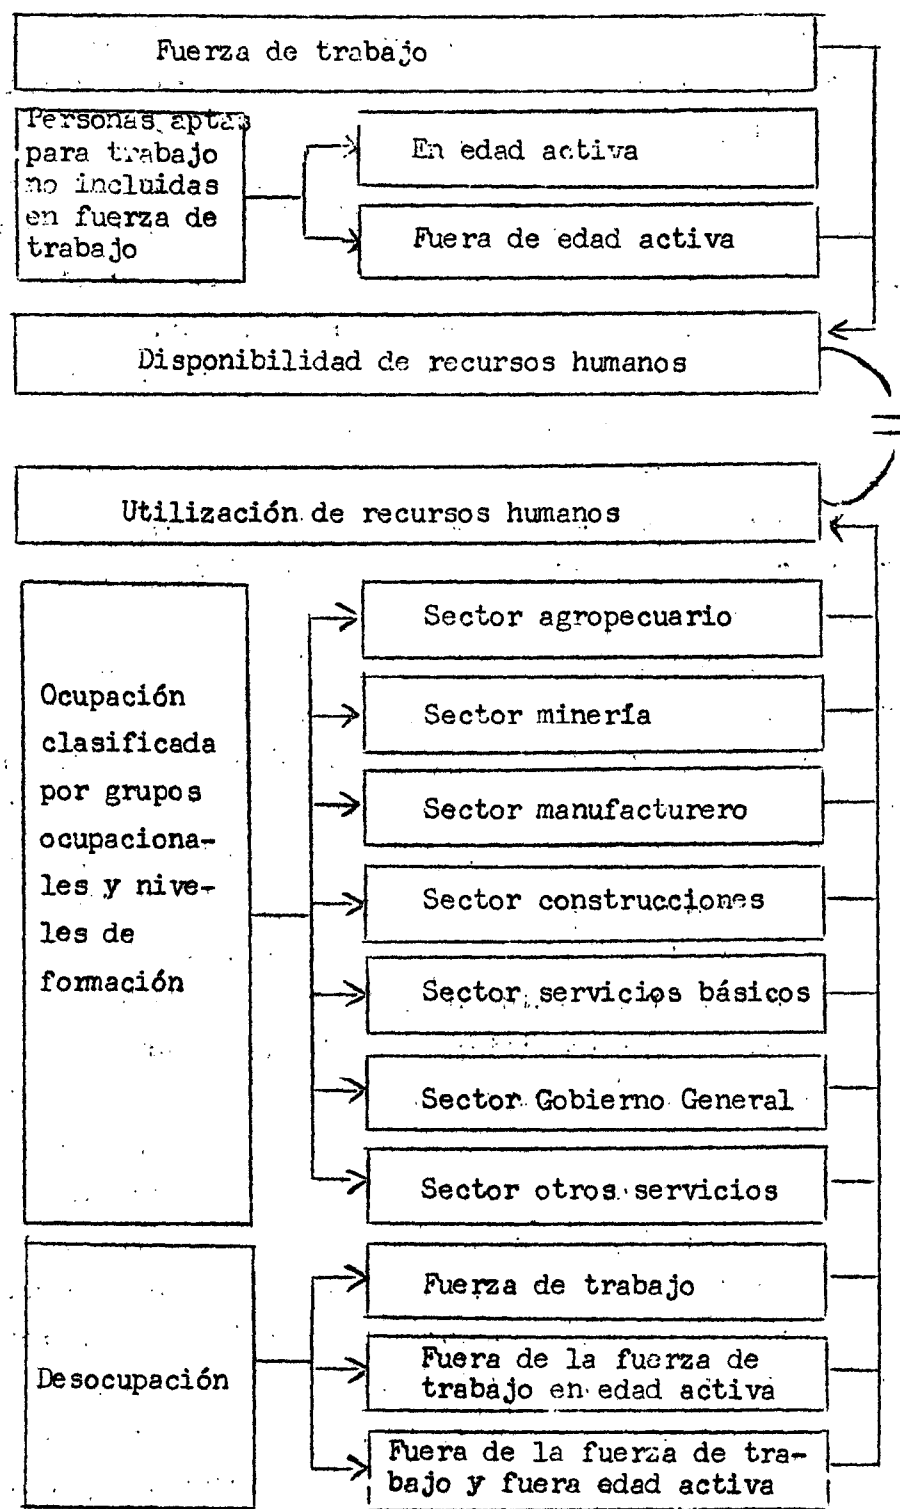 Fuerza de trabajo
Personas aptas
para trabajo
no incluidas
en fuerza de
trabajo
En edad activa
Fuera de edad activa
Disponibilidad de recursos humanos
=
Utilización de recursos humanos
Ocupación
clasificada
por grupos
ocupaciona-
les y nive-
les de
formación
Sector agropecuario
Sector minería
Sector manufacturero
Sector construcciones
Sector servicios básicos
Sector Gobierno General
Sector otros servicios
Desocupación
Fuerza de trabajo
Fuera de la fuerza de
trabajo en edad activa
Fuera de la fuerza de tra-
bajo y fuera edad activa